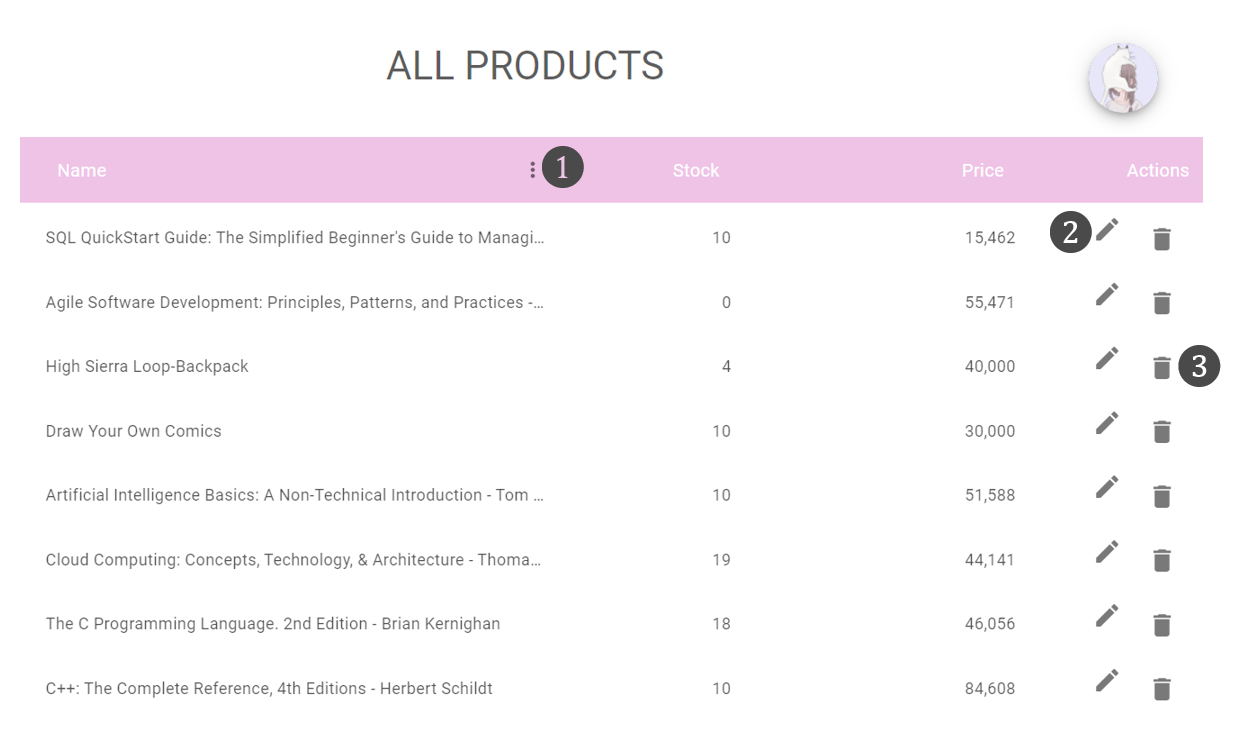 ALL PRODUCTS
Name 1 Stock Price Actions
SQL QuickStart Guide: The Simplified Beginner's Guide to Managi... 10 15,462 2
Agile Software Development: Principles, Patterns, and Practices -... 0 55,471
High Sierra Loop-Backpack 4 40,000 3
Draw Your Own Comics 10 30,000
Artificial Intelligence Basics: A Non-Technical Introduction - Tom ... 10 51,588
Cloud Computing: Concepts, Technology, & Architecture - Thoma... 19 44,141
The C Programming Language. 2nd Edition - Brian Kernighan 18 46,056
C++: The Complete Reference, 4th Editions - Herbert Schildt 10 84,608